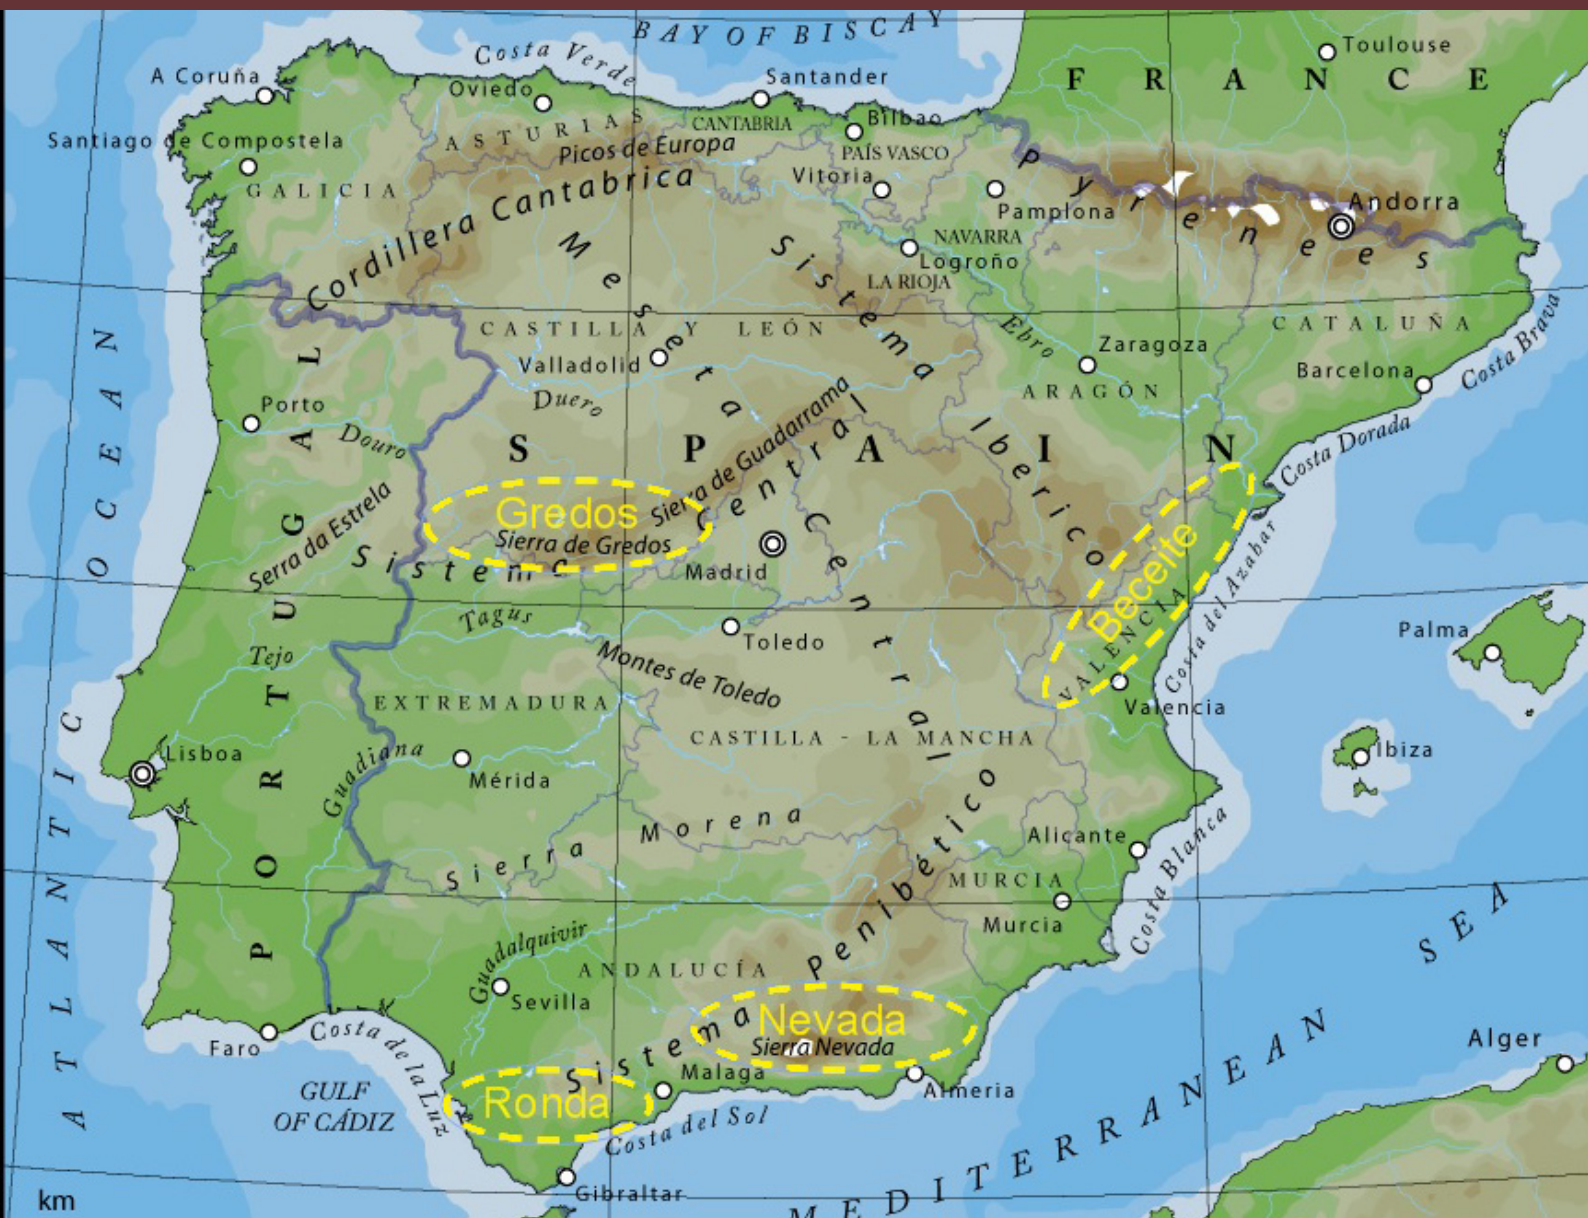 BAY OF BISCAY
Costa Verde
Toulouse
FRANCE
A Coruña
Oviedo
Santander
Santiago de Compostela
ASTURIAS
CANTABRIA
Bilbao
Picos de Europa
PAÍS VASCO
Pyrenees
GALICIA
Cordillera Cantabrica
Vitoria
Pamplona
Andorra
NAVARRA
Logroño
LA RIOJA
Meseta Central
Sistema Iberico
CASTILLA Y LEÓN
Ebro
CATALUÑA
Costa Brava
Valladolid
Zaragoza
Barcelona
ARAGÓN
Duero
Porto
Douro
SPAIN
Costa Dorada
Sierra de Guadarrama
Gredos
Sierra de Gredos
Sistema Central
Serra da Estrela
Madrid
Beceite
VALENCIA
Costa del Azahar
PORTUGAL
Tagus
Toledo
Tejo
Montes de Toledo
Palma
EXTREMADURA
Valencia
CASTILLA - LA MANCHA
Ibiza
Lisboa
Guadiana
Mérida
Sierra Morena
Alicante
Costa Blanca
MURCIA
Murcia
ATLANTIC OCEAN
Guadalquivir
ANDALUCÍA
Sistema Penibético
Sevilla
Nevada
Sierra Nevada
Faro
Costa de la Luz
Malaga
Almeria
Alger
GULF
OF CÁDIZ
Ronda
Costa del Sol
MEDITERRANEAN SEA
Gibraltar
km